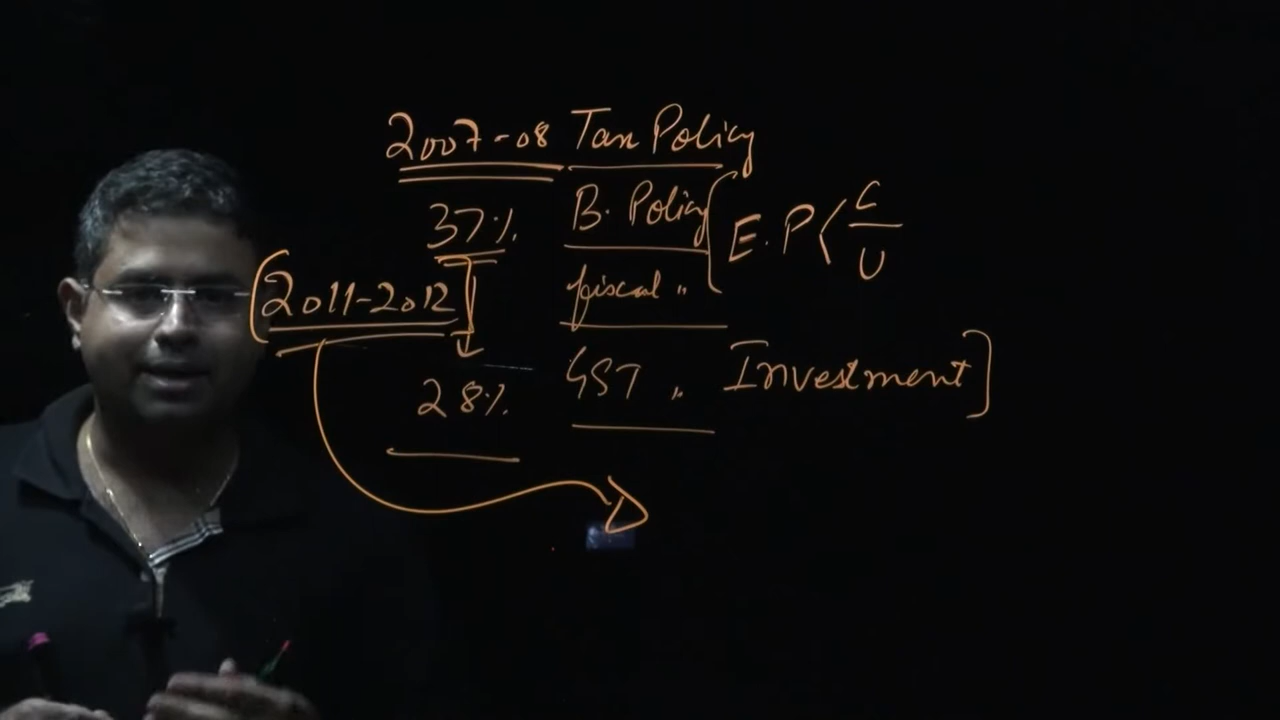 2007-08 Tax Policy
37% B. Policy E.P < C
U
(2011-2012) fiscal "
28% GST " Investment]